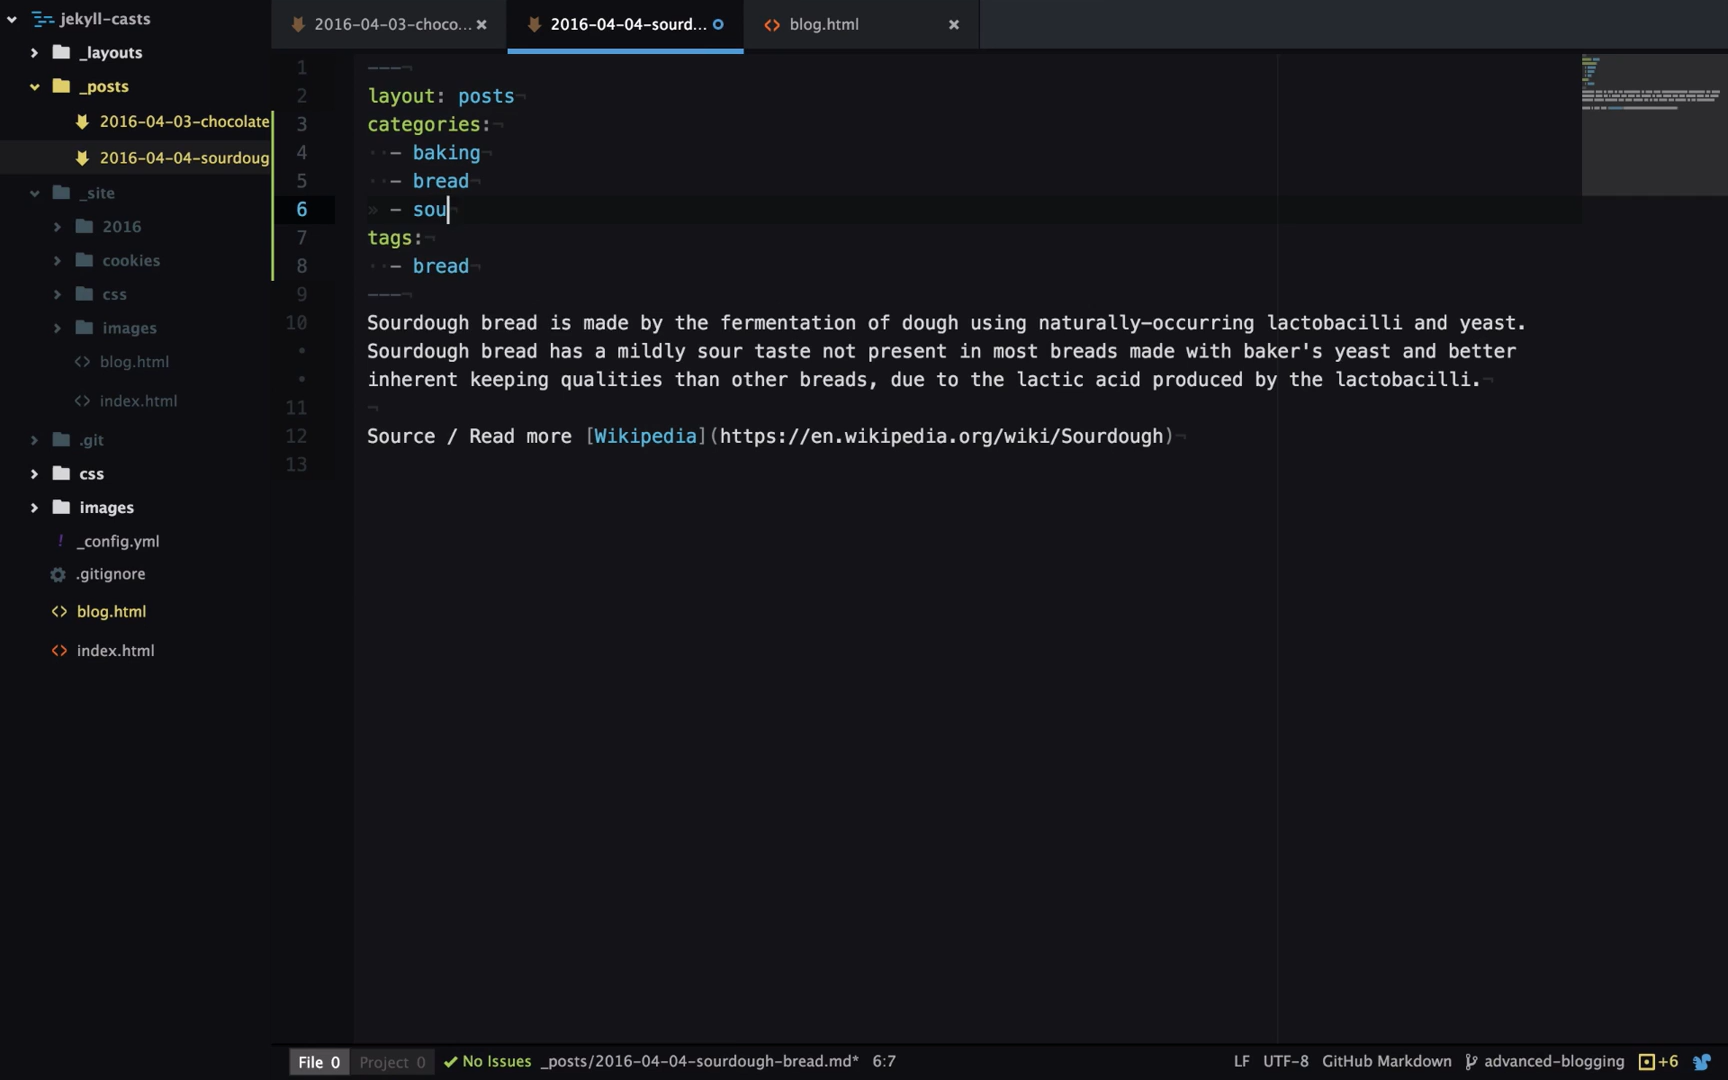 jekyll-casts
_layouts
_posts
2016-04-03-chocolate
2016-04-04-sourdoug
_site
2016
cookies
css
images
blog.html
index.html
.git
css
images
_config.yml
.gitignore
blog.html
index.html
2016-04-03-choco...
2016-04-04-sourd...
blog.html
1 ---
2 layout: posts
3 categories:
4 - baking
5 - bread
6 - sou
7 tags:
8 - bread
9 ---
10 Sourdough bread is made by the fermentation of dough using naturally-occurring lactobacilli and yeast.
Sourdough bread has a mildly sour taste not present in most breads made with baker's yeast and better
inherent keeping qualities than other breads, due to the lactic acid produced by the lactobacilli.
11
12 Source / Read more [Wikipedia](https://en.wikipedia.org/wiki/Sourdough)
13
File 0 Project 0 No Issues _posts/2016-04-04-sourdough-bread.md* 6:7 LF UTF-8 GitHub Markdown advanced-blogging +6